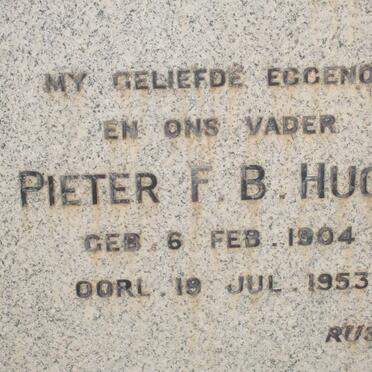 MY GELIEFDE EGGENO
EN ONS VADER
PIETER F. B. HUG
GEB. 6 FEB. 1904
OORL. 19 JUL. 1953
RUS